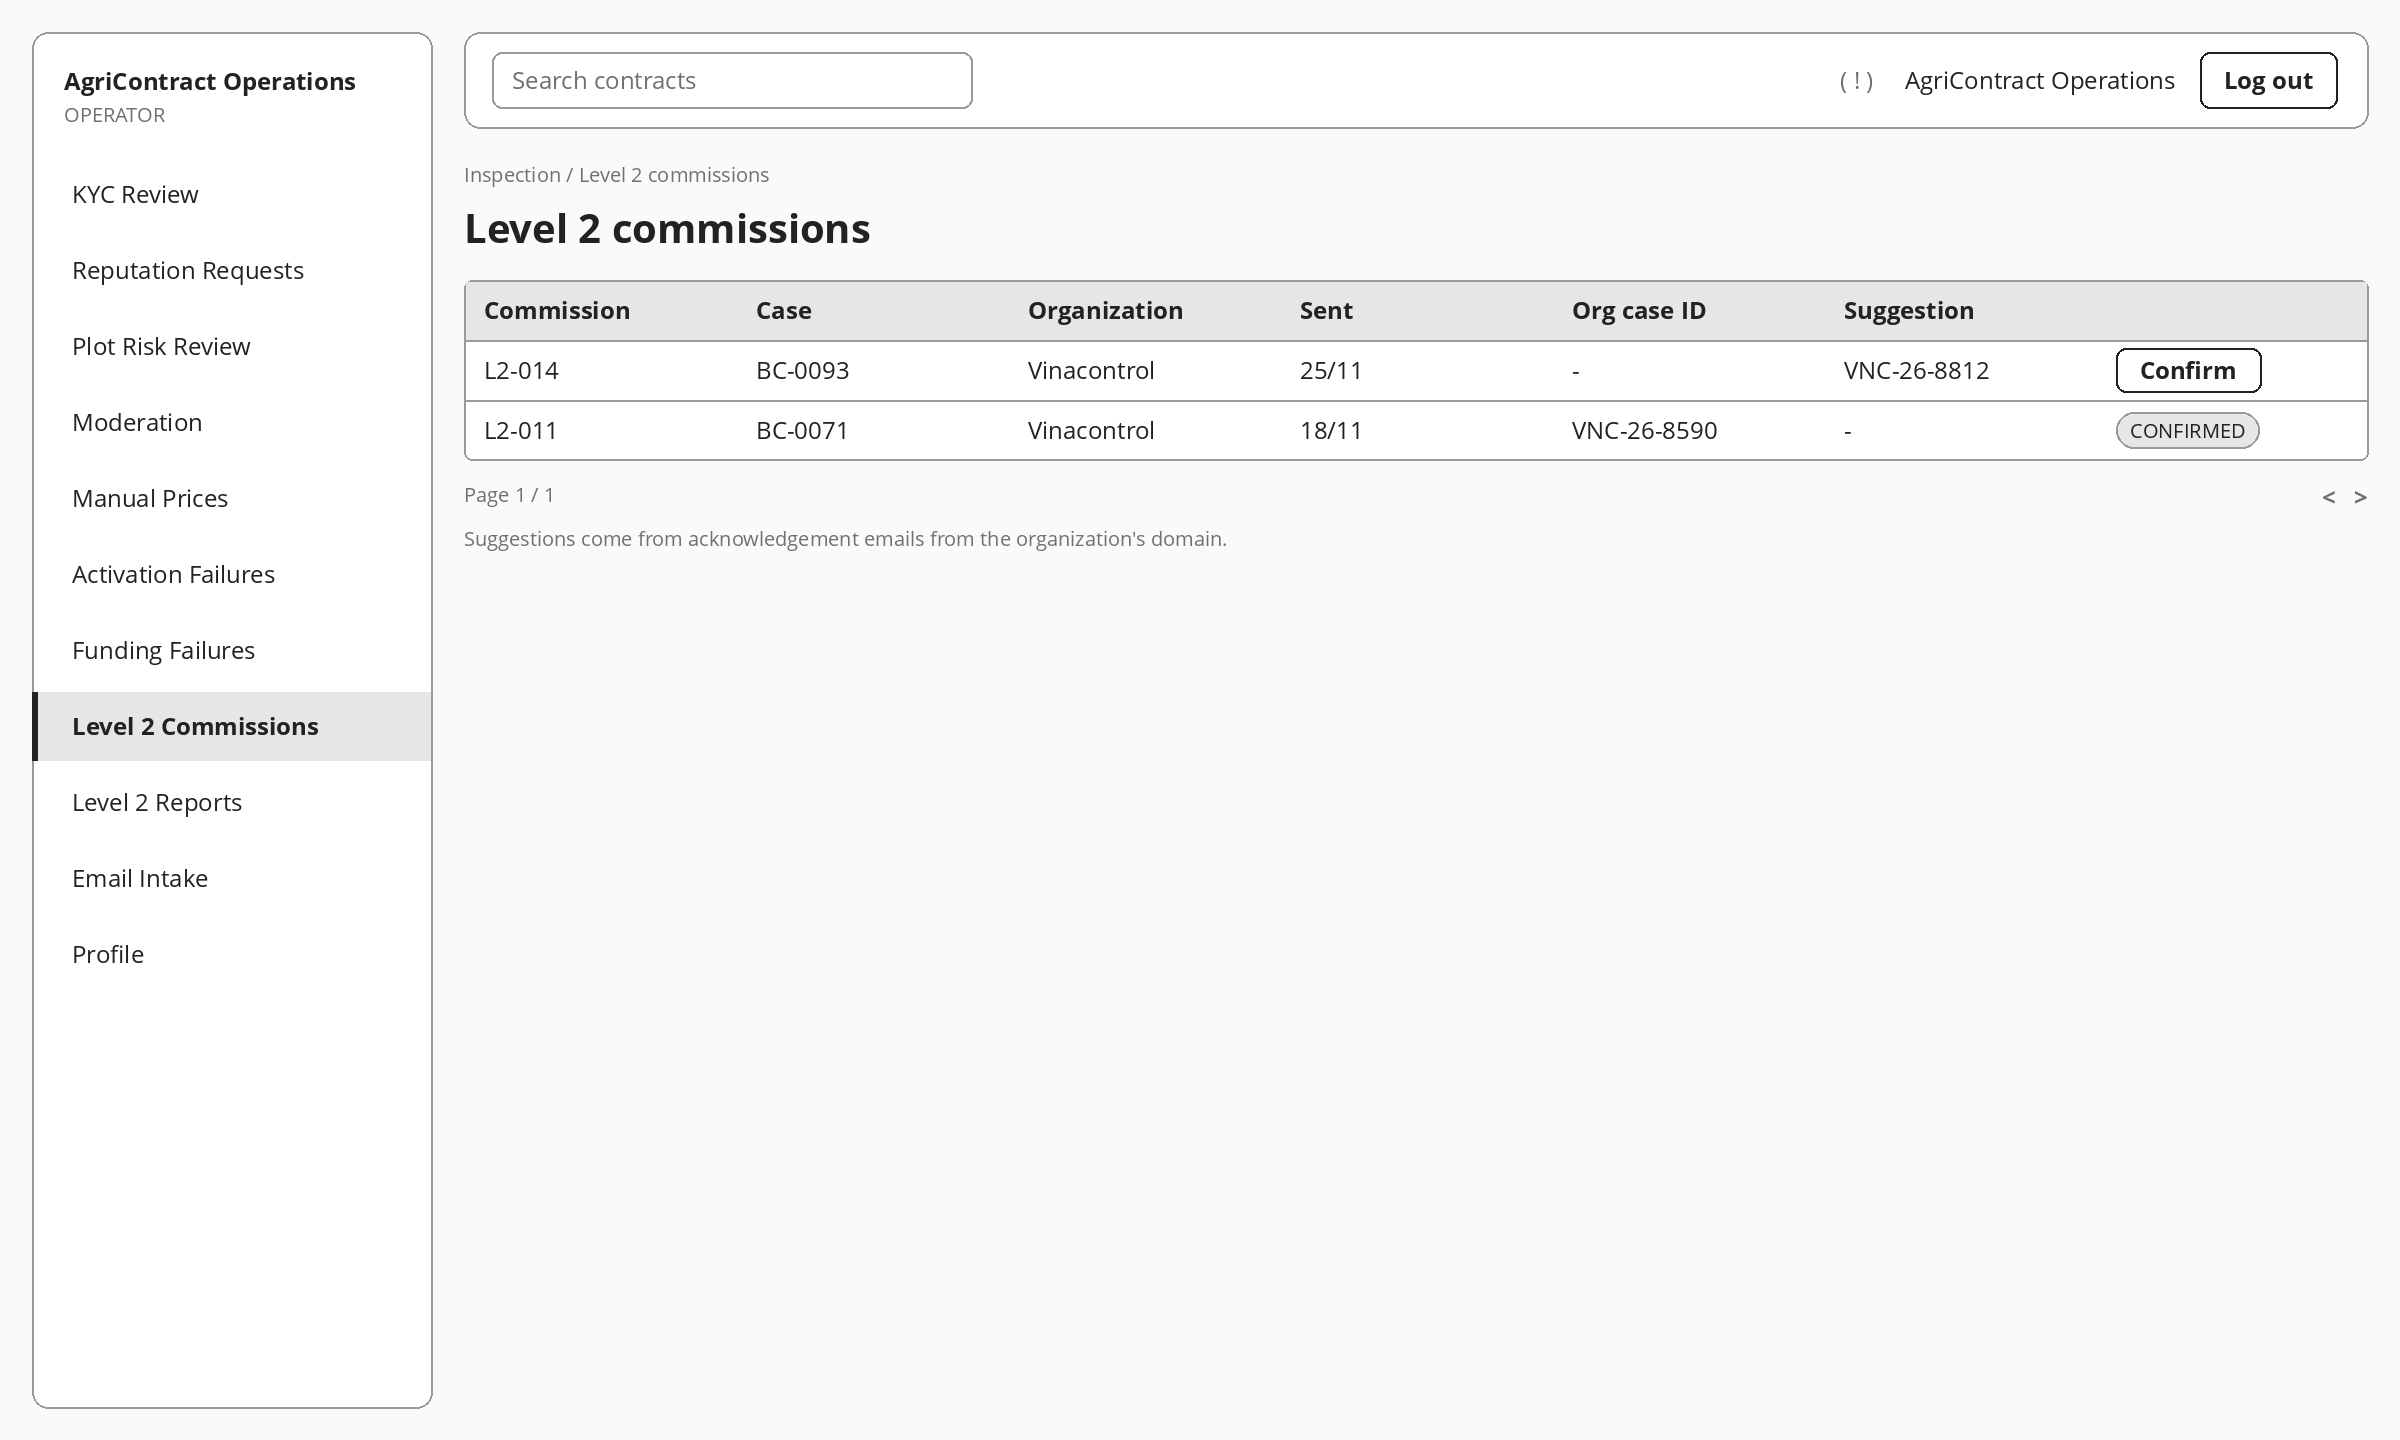 AgriContract Operations
OPERATOR
KYC Review
Reputation Requests
Plot Risk Review
Moderation
Manual Prices
Activation Failures
Funding Failures
Level 2 Commissions
Level 2 Reports
Email Intake
Profile
Search contracts (!) AgriContract Operations Log out
Inspection / Level 2 commissions
Level 2 commissions
Commission Case Organization Sent Org case ID Suggestion
L2-014 BC-0093 Vinacontrol 25/11 - VNC-26-8812 Confirm
L2-011 BC-0071 Vinacontrol 18/11 VNC-26-8590 - CONFIRMED
Page 1 / 1 < >
Suggestions come from acknowledgement emails from the organization's domain.